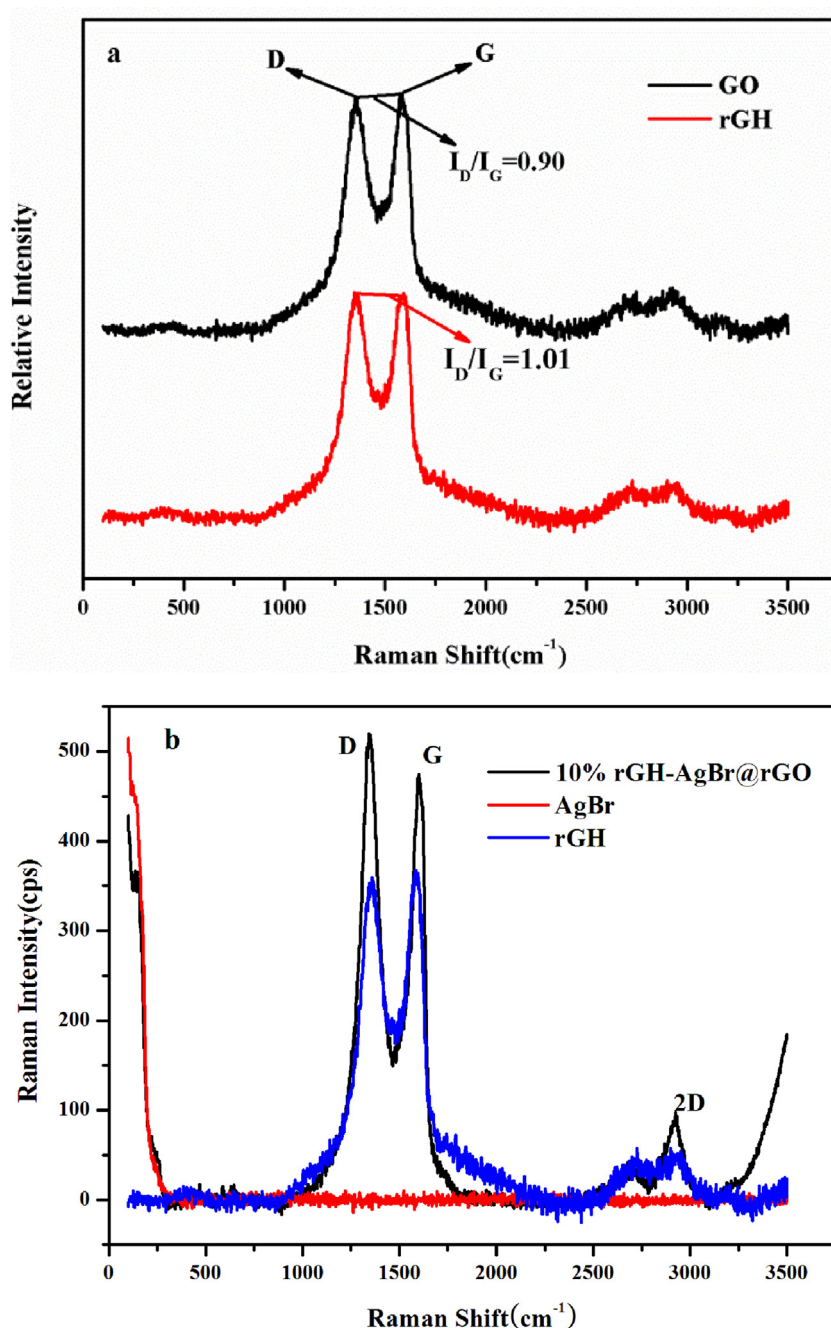 a
D
G
GO
rGH
I_D/I_G=0.90
I_D/I_G=1.01
Relative Intensity
0 500 1000 1500 2000 2500 3000 3500
Raman Shift(cm⁻¹)
b
D
G
10% rGH-AgBr@rGO
AgBr
rGH
2D
Raman Intensity(cps)
500
400
300
200
100
0
0 500 1000 1500 2000 2500 3000 3500
Raman Shift(cm⁻¹)